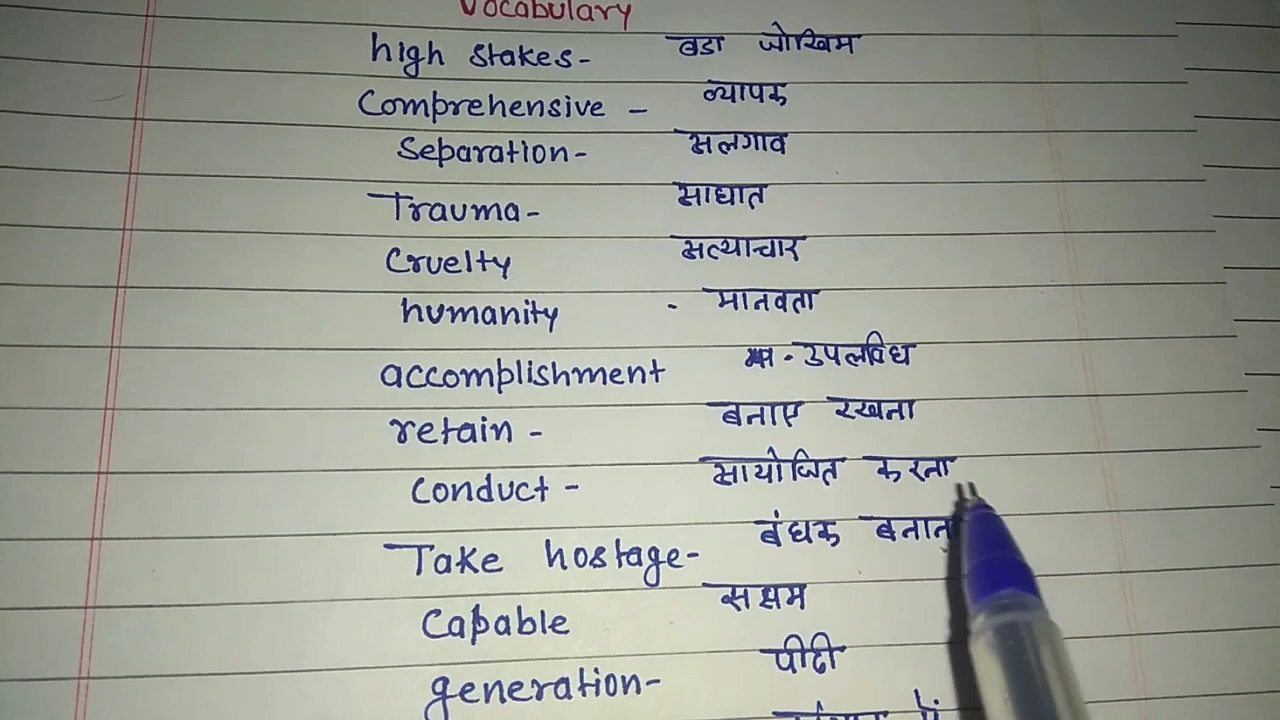 Vocabulary
high stakes- बडा जोखिम
Comprehensive - व्यापक
Separation- अलगाव
Trauma- आघात
Cruelty अत्याचार
humanity - मानवता
accomplishment - उपलब्धि
retain - बनाए रखना
Conduct - आयोजित करना
Take hostage- बंधक बनाना
Capable सक्षम
generation- पीढी